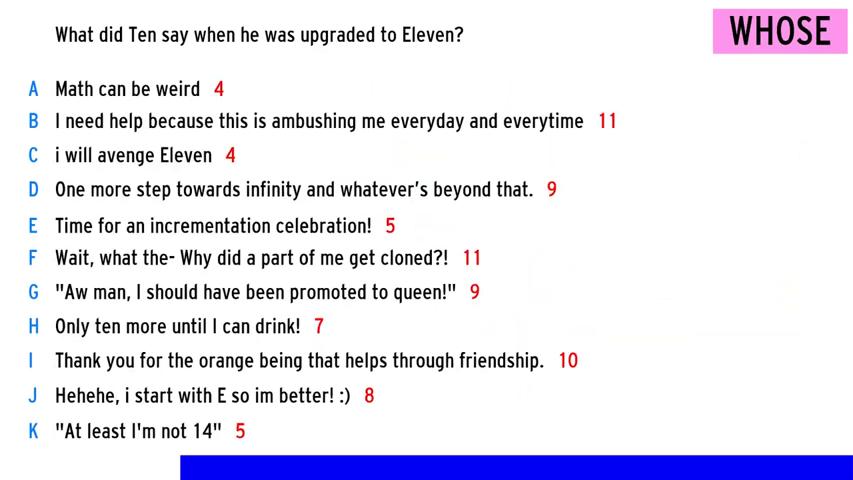 What did Ten say when he was upgraded to Eleven?
WHOSE
A Math can be weird 4
B I need help because this is ambushing me everyday and everytime 11
C i will avenge Eleven 4
D One more step towards infinity and whatever's beyond that. 9
E Time for an incrementation celebration! 5
F Wait, what the- Why did a part of me get cloned?! 11
G "Aw man, I should have been promoted to queen!" 9
H Only ten more until I can drink! 7
I Thank you for the orange being that helps through friendship. 10
J Hehehe, i start with E so im better! :) 8
K "At least I'm not 14" 5